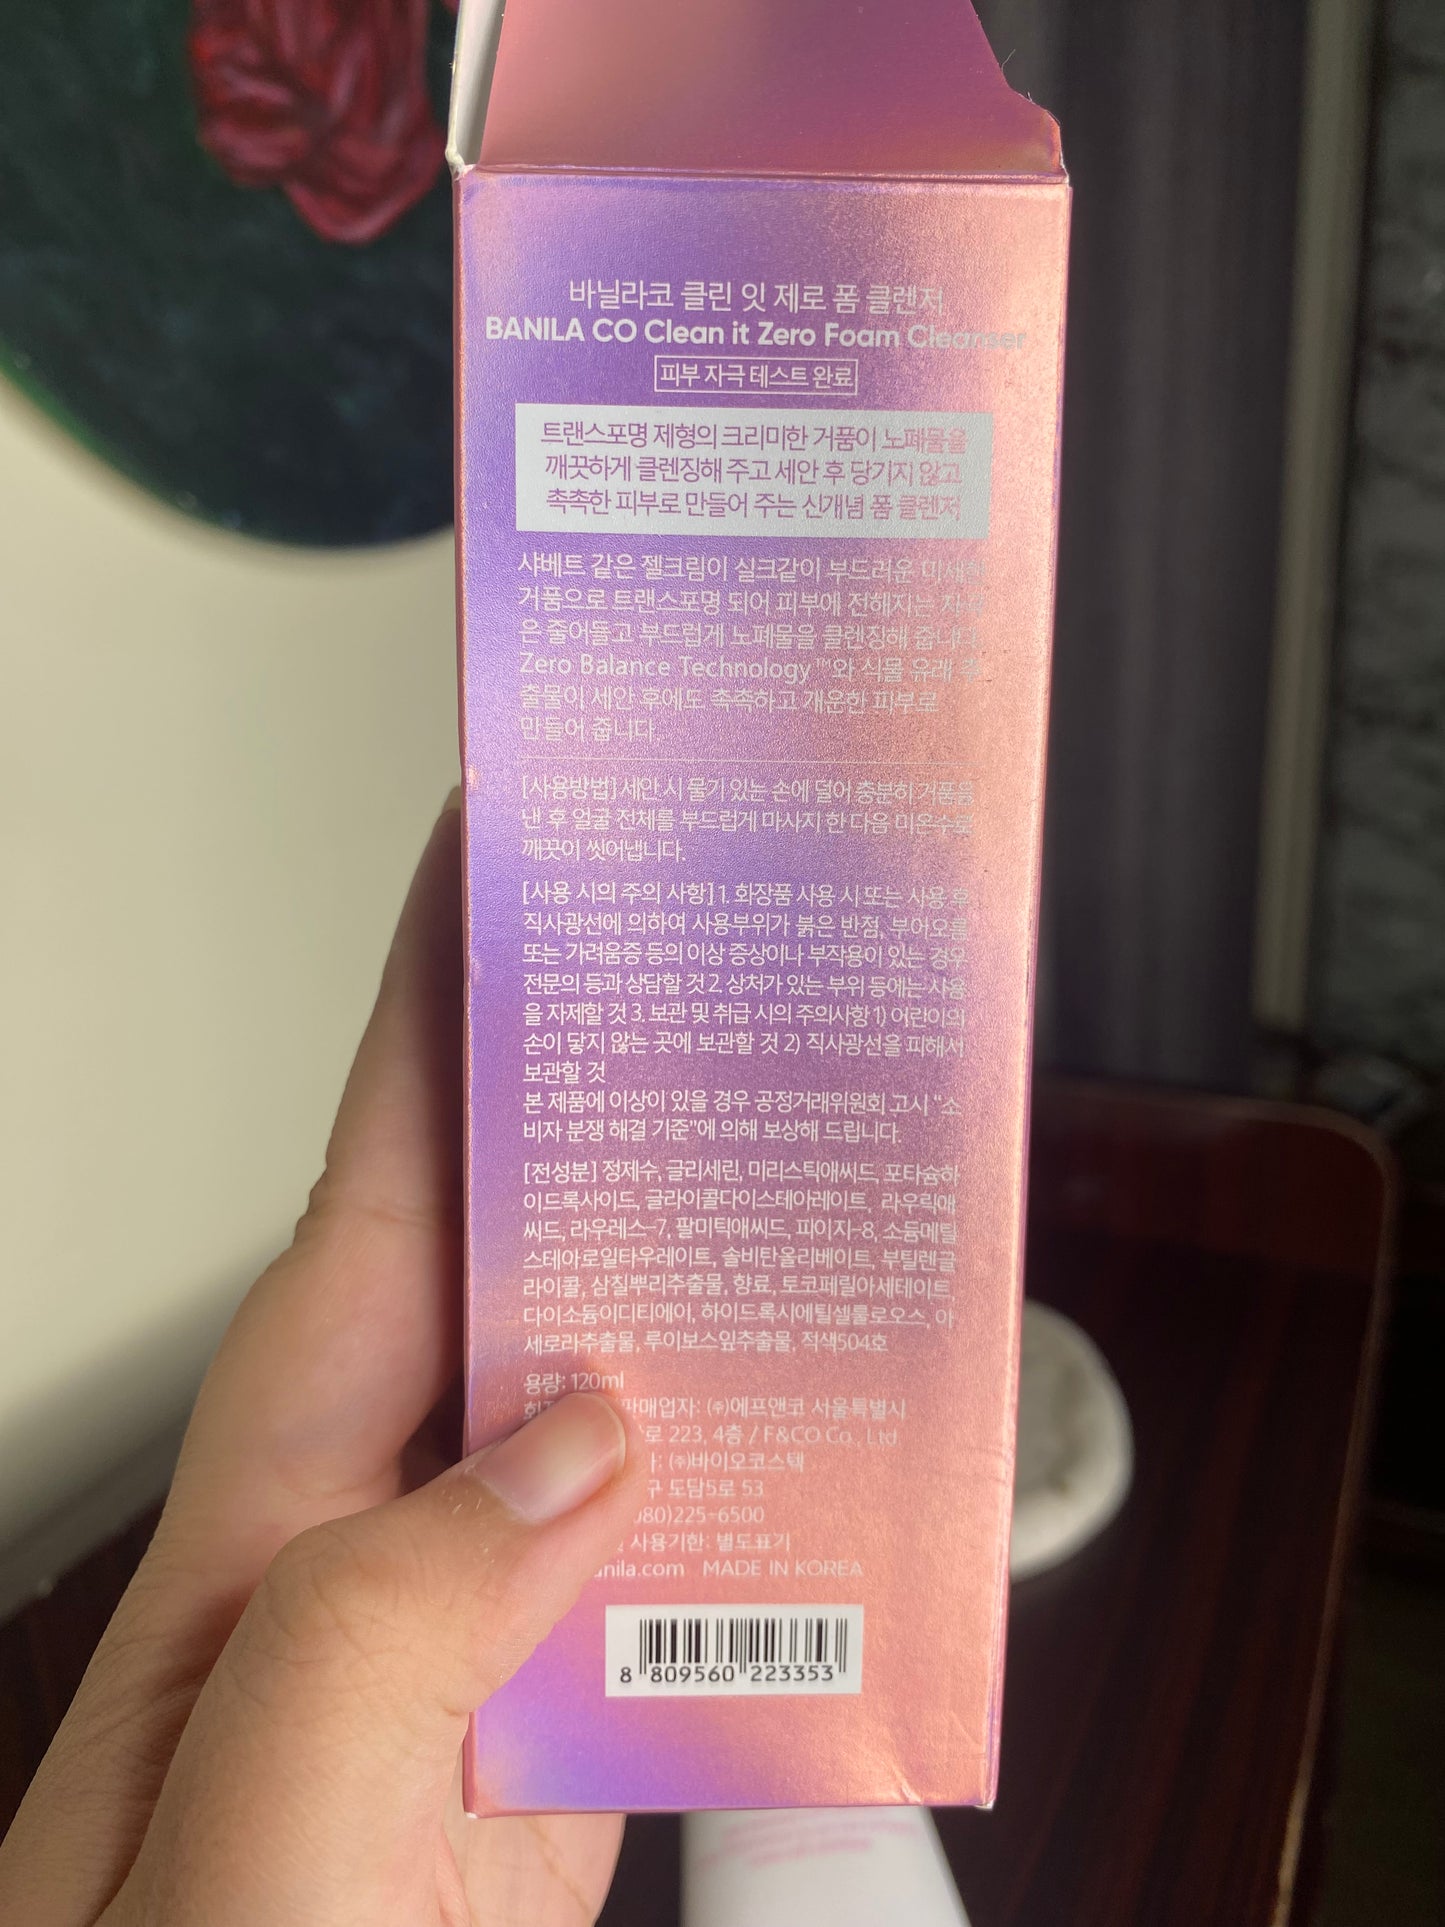 바닐라코 클린 잇 제로 폼 클렌저
BANILA CO Clean it Zero Foam Cleanser
피부 자극 테스트 완료
트랜스포밍 제형의 크리미한 거품이 노폐물을
깨끗하게 클렌징해 주고 세안 후 당기지 않고
촉촉한 피부로 만들어 주는 신개념 폼 클렌저
샤베트 같은 젤크림이 실크같이 부드러운 미세한
거품으로 트랜스포밍 되어 피부에 전해지는 자극
은 줄어들고 부드럽게 노폐물을 클렌징해 줍니다.
Zero Balance Technology™와 식물 유래 추
출물이 세안 후에도 촉촉하고 개운한 피부로
만들어 줍니다.
[사용방법] 세안 시 물기 있는 손에 덜어 충분히 거품을
낸 후 얼굴 전체를 부드럽게 마사지 한 다음 미온수로
깨끗이 씻어냅니다.
[사용 시의 주의 사항] 1. 화장품 사용 시 또는 사용 후
직사광선에 의하여 사용부위가 붉은 반점, 부어오름
또는 가려움증 등의 이상 증상이나 부작용이 있는 경우
전문의 등과 상담할 것 2. 상처가 있는 부위 등에는 사용
을 자제할 것 3. 보관 및 취급 시의 주의사항 1) 어린이의
손이 닿지 않는 곳에 보관할 것 2) 직사광선을 피해서
보관할 것
본 제품에 이상이 있을 경우 공정거래위원회 고시 "소
비자 분쟁 해결 기준"에 의해 보상해 드립니다.
[전성분] 정제수, 글리세린, 미리스틱애씨드, 포타슘하
이드록사이드, 글라이콜다이스테아레이트, 라우릭애
씨드, 라우레스-7, 팔미틱애씨드, 피이지-8, 소듐메틸
스테아로일타우레이트, 솔비탄올리베이트, 부틸렌글
라이콜, 삼칠뿌리추출물, 향료, 토코페릴아세테이트,
다이소듐이디티에이, 하이드록시에틸셀룰로오스, 아
세로라추출물, 루이보스잎추출물, 적색504호
용량: 120ml
판매업자: ㈜에프앤코 서울특별시
로 223, 4층 / F&CO Co., Ltd
: ㈜바이오코스텍
구 도담5로 53
080)225-6500
사용기한: 별도표기
anila.com MADE IN KOREA
8 809560 223353